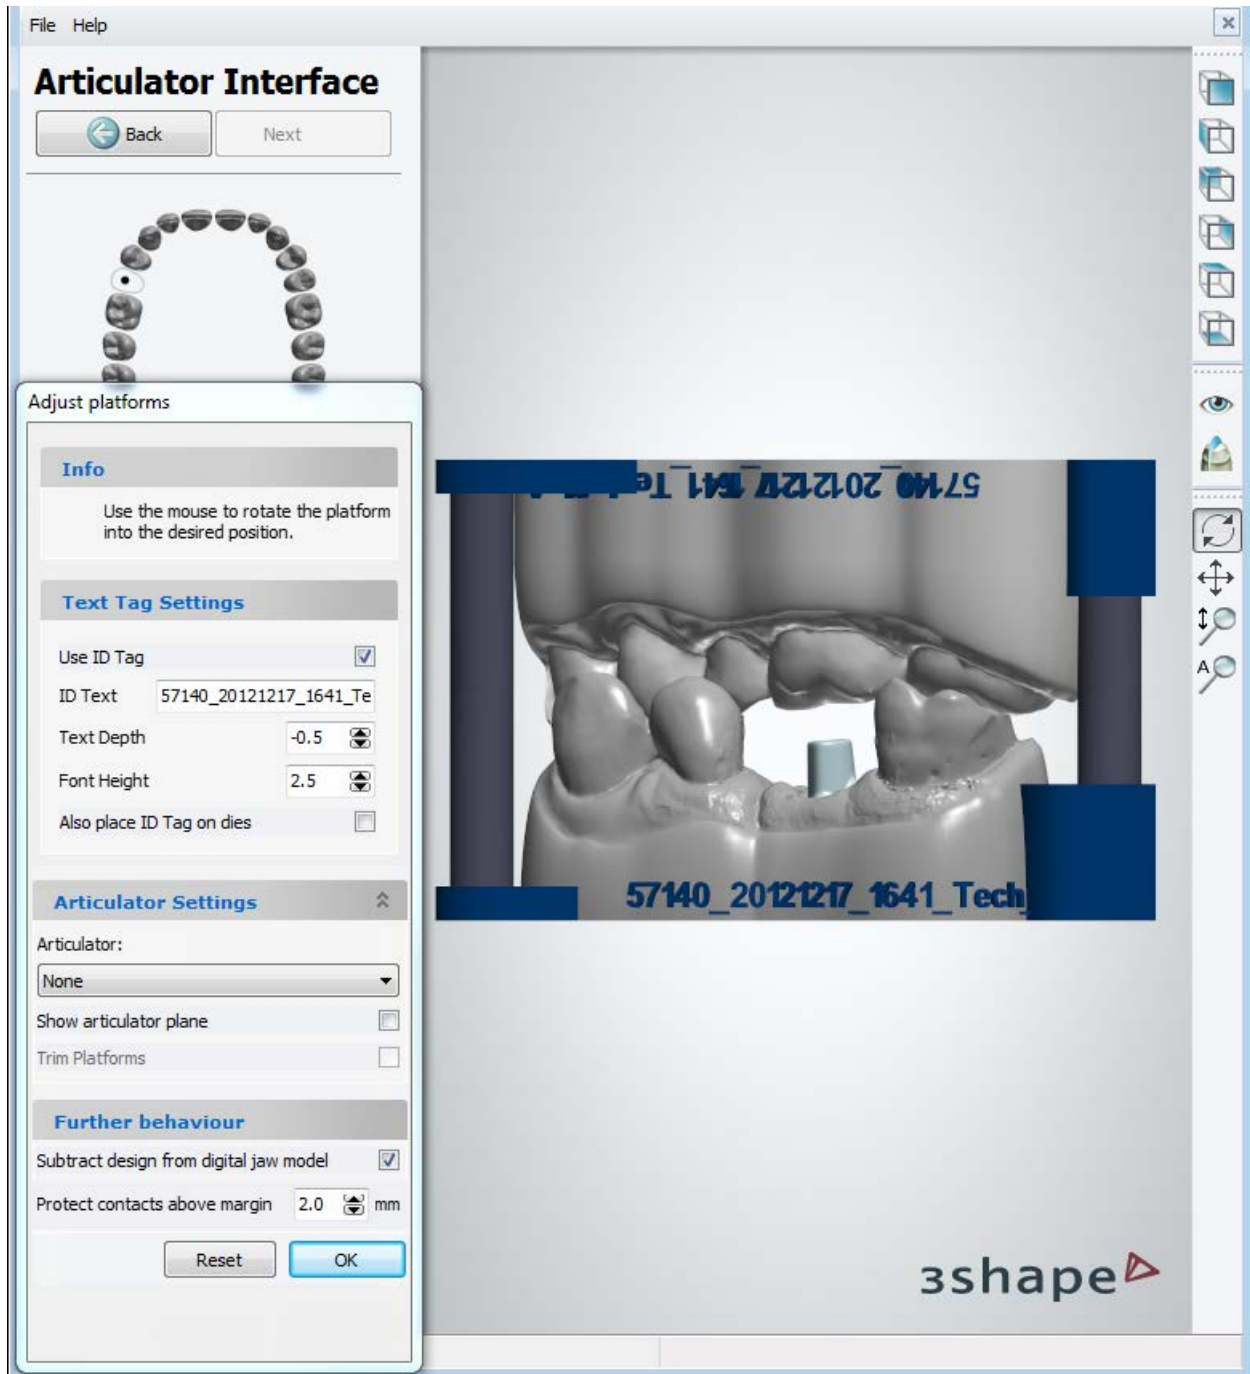 File Help
Articulator Interface
Back Next
Adjust platforms
Info
Use the mouse to rotate the platform
into the desired position.
Text Tag Settings
Use ID Tag
ID Text 57140_20121217_1641_Te
Text Depth -0.5
Font Height 2.5
Also place ID Tag on dies
Articulator Settings
Articulator:
None
Show articulator plane
Trim Platforms
Further behaviour
Subtract design from digital jaw model
Protect contacts above margin 2.0 mm
Reset OK
57140_20121217_1641_Te
57140_20121217_1641_Tech_
A
3shape